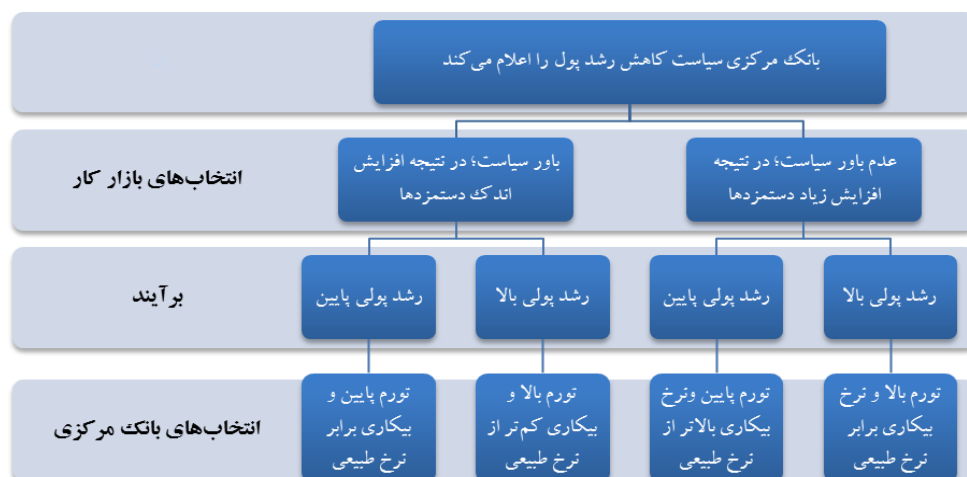 بانک مرکزی سیاست کاهش رشد پول را اعلام می‌کند
انتخاب‌های بازار کار
عدم باور سیاست؛ در نتیجه
افزایش زیاد دستمزدها
باور سیاست؛ در نتیجه افزایش
اندک دستمزدها
برآیند
رشد پولی بالا
رشد پولی پایین
رشد پولی بالا
رشد پولی پایین
انتخاب‌های بانک مرکزی
تورم بالا و نرخ
بیکاری برابر
نرخ طبیعی
تورم پایین ونرخ
بیکاری بالاتر از
نرخ طبیعی
تورم بالا و
بیکاری کم‌تر از
نرخ طبیعی
تورم پایین و
بیکاری برابر
نرخ طبیعی